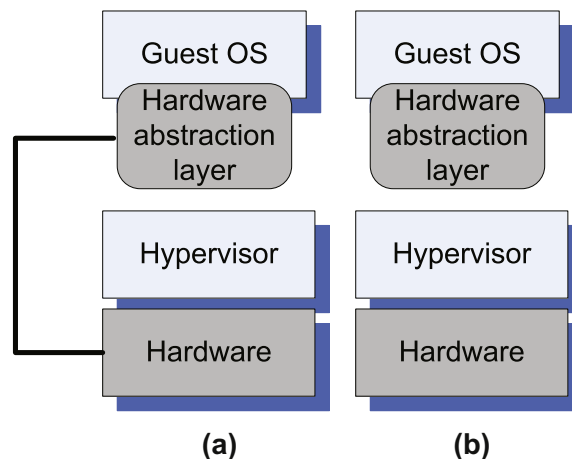 Guest OS
Hardware
abstraction
layer
Hypervisor
Hardware
(a)
Guest OS
Hardware
abstraction
layer
Hypervisor
Hardware
(b)